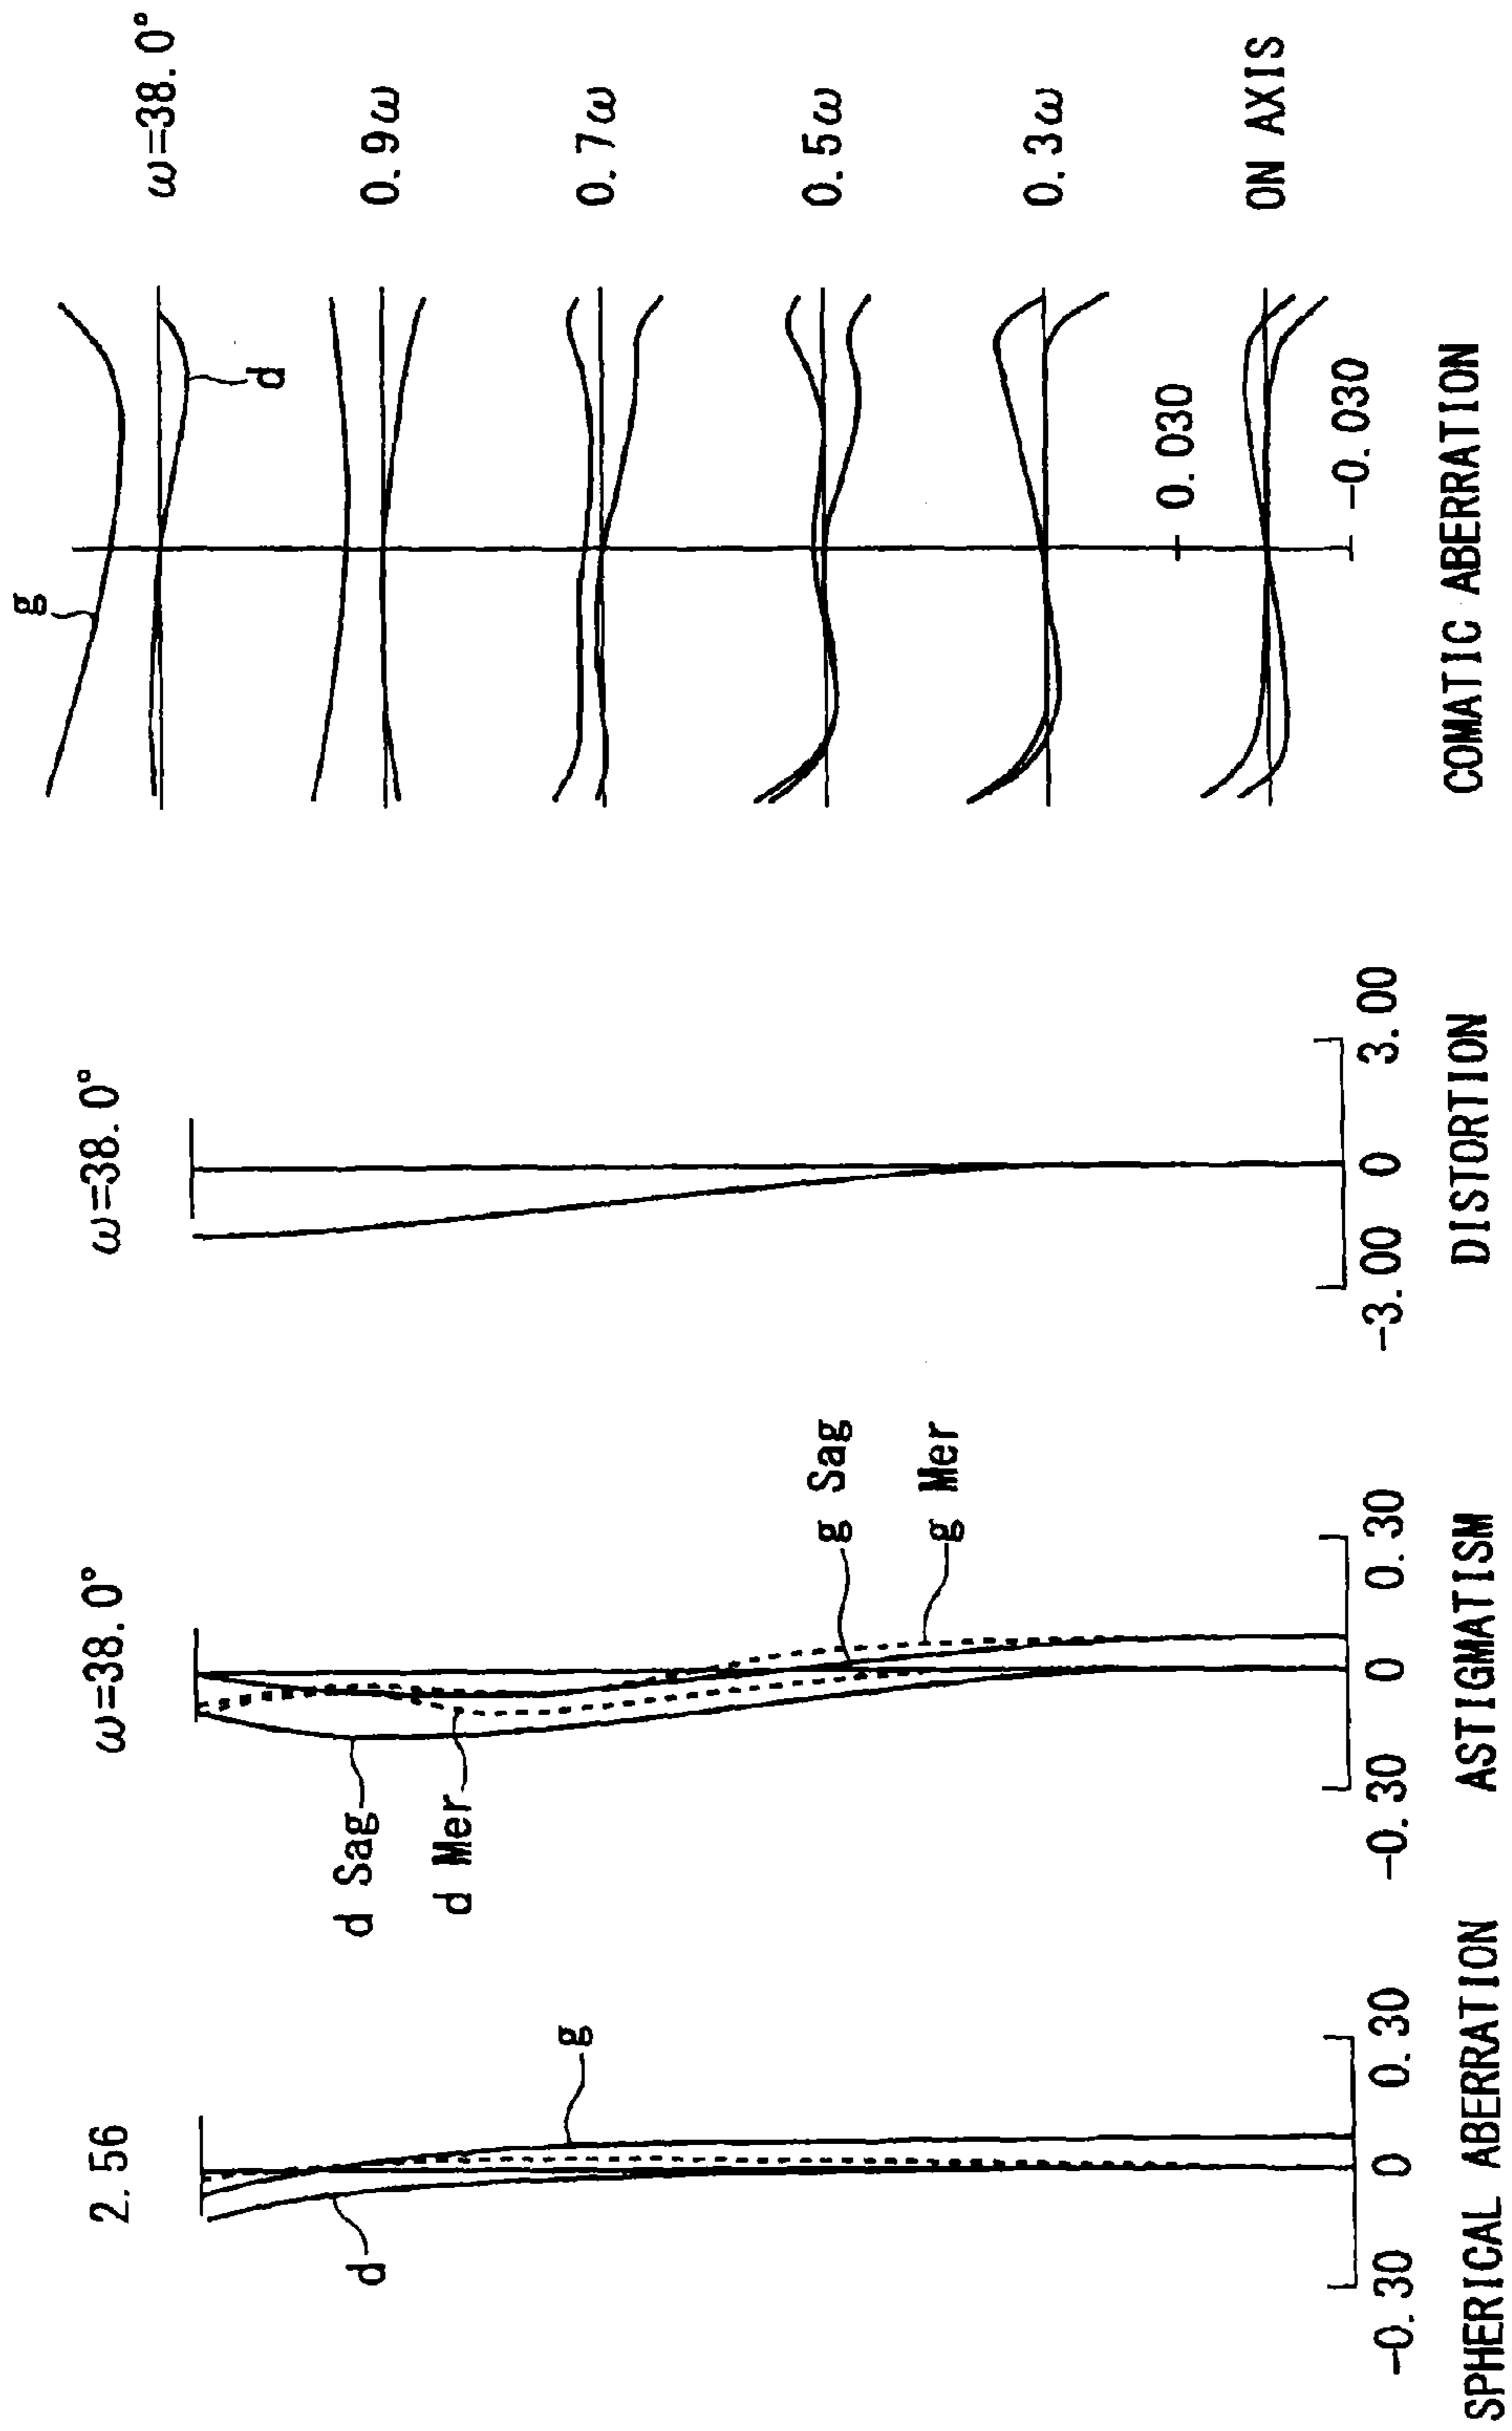 2.56
d
g
-0.30
0
0.30
SPHERICAL ABERRATION
ω=38.0°
d Sag
d Mer
g Sag
g Mer
-0.30
0
0.30
ASTIGMATISM
ω=38.0°
-3.00
0
3.00
DISTORTION
g
d
ω=38.0°
0.9ω
0.7ω
0.5ω
0.3ω
0.030
ON AXIS
-0.030
COMATIC ABERRATION